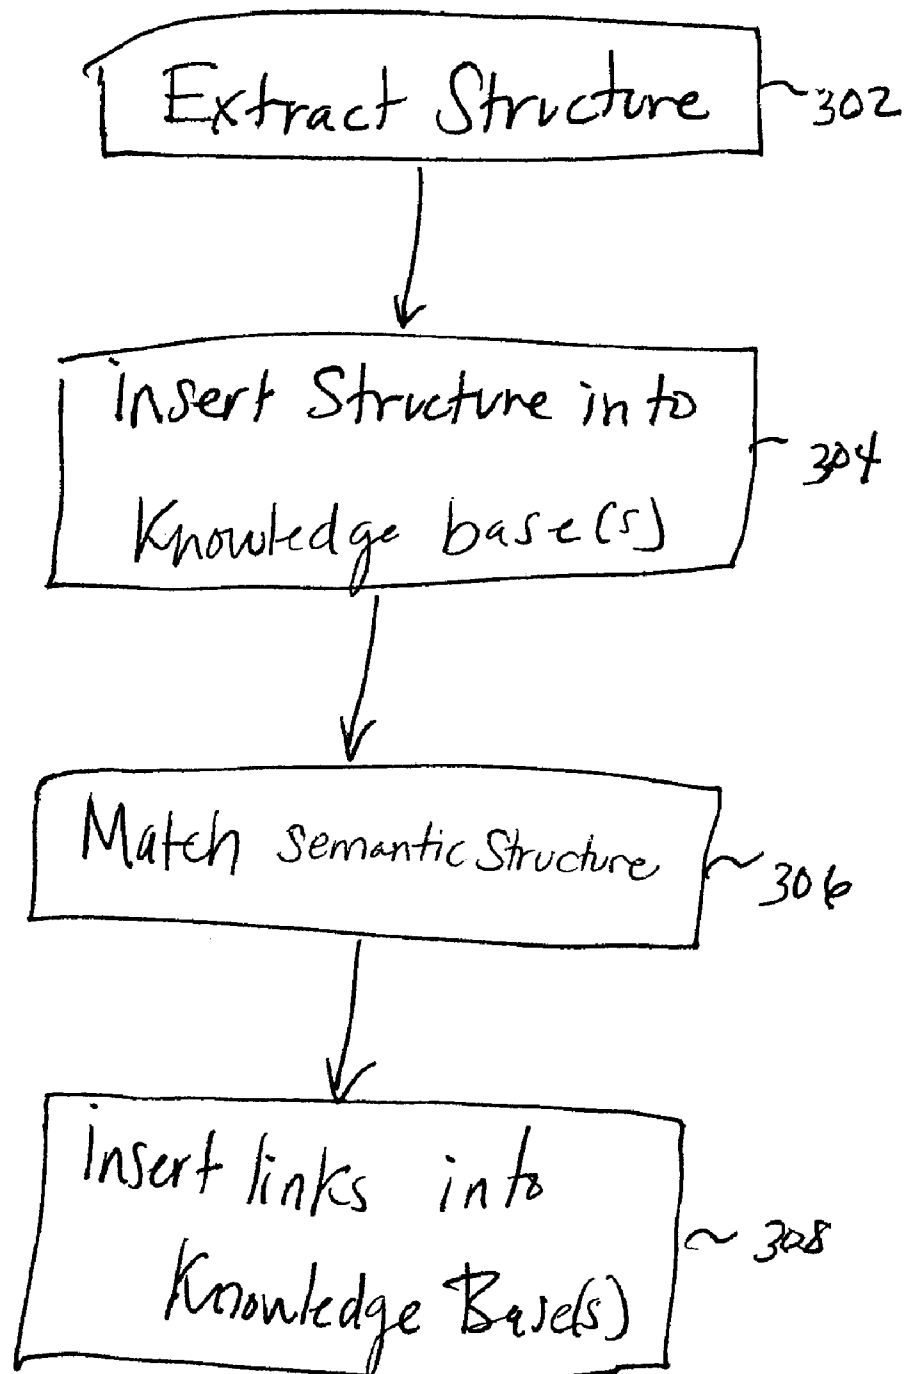 Extract Structure
302
insert Structure into
304
Knowledge base(s)
Match semantic Structure
306
insert links into
308
Knowledge Base(s)